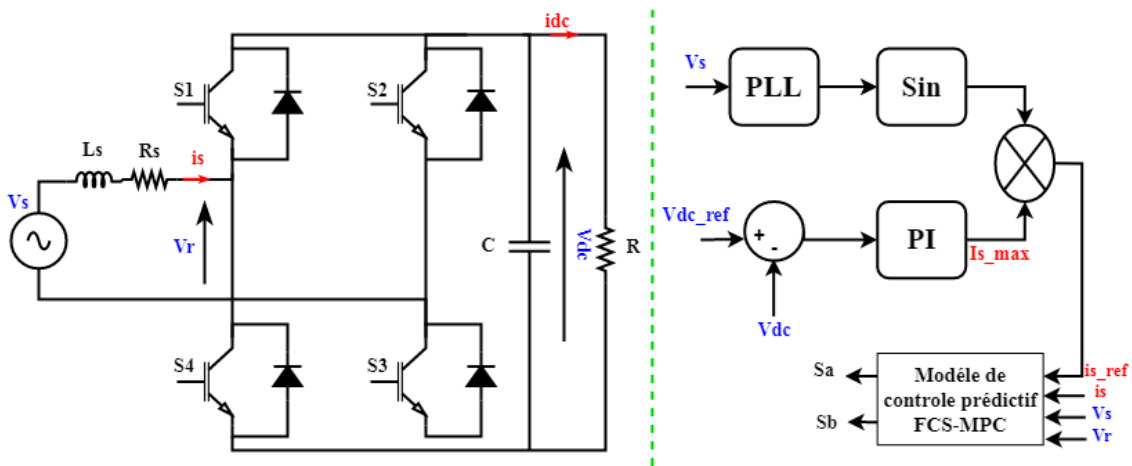 idc
S1
S2
Ls
Rs
is
Vs
Vr
C
Vdc
R
S4
S3
Vs
PLL
Sin
Vdc_ref
+
-
PI
Is_max
Vdc
Sa
Sb
Modéle de
controle prédictif
FCS-MPC
is_ref
is
Vs
Vr